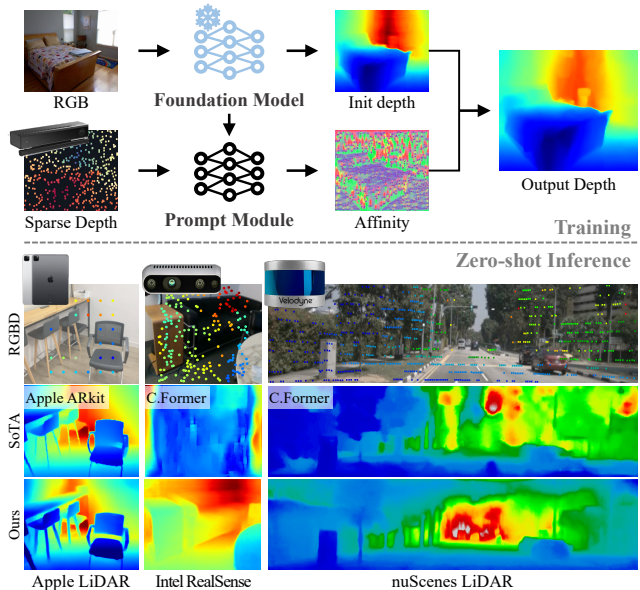 RGB
Foundation Model
Init depth
Sparse Depth
Prompt Module
Affinity
Output Depth
Training
Zero-shot Inference
RGBD
Velodyne
SoTA
Apple ARkit
C.Former
C.Former
Ours
Apple LiDAR
Intel RealSense
nuScenes LiDAR